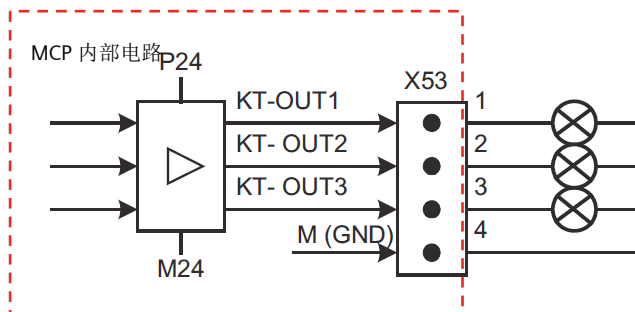 MCP 内部电路
P24
X53
KT-OUT1
1
KT- OUT2
2
KT- OUT3
3
M (GND)
4
M24